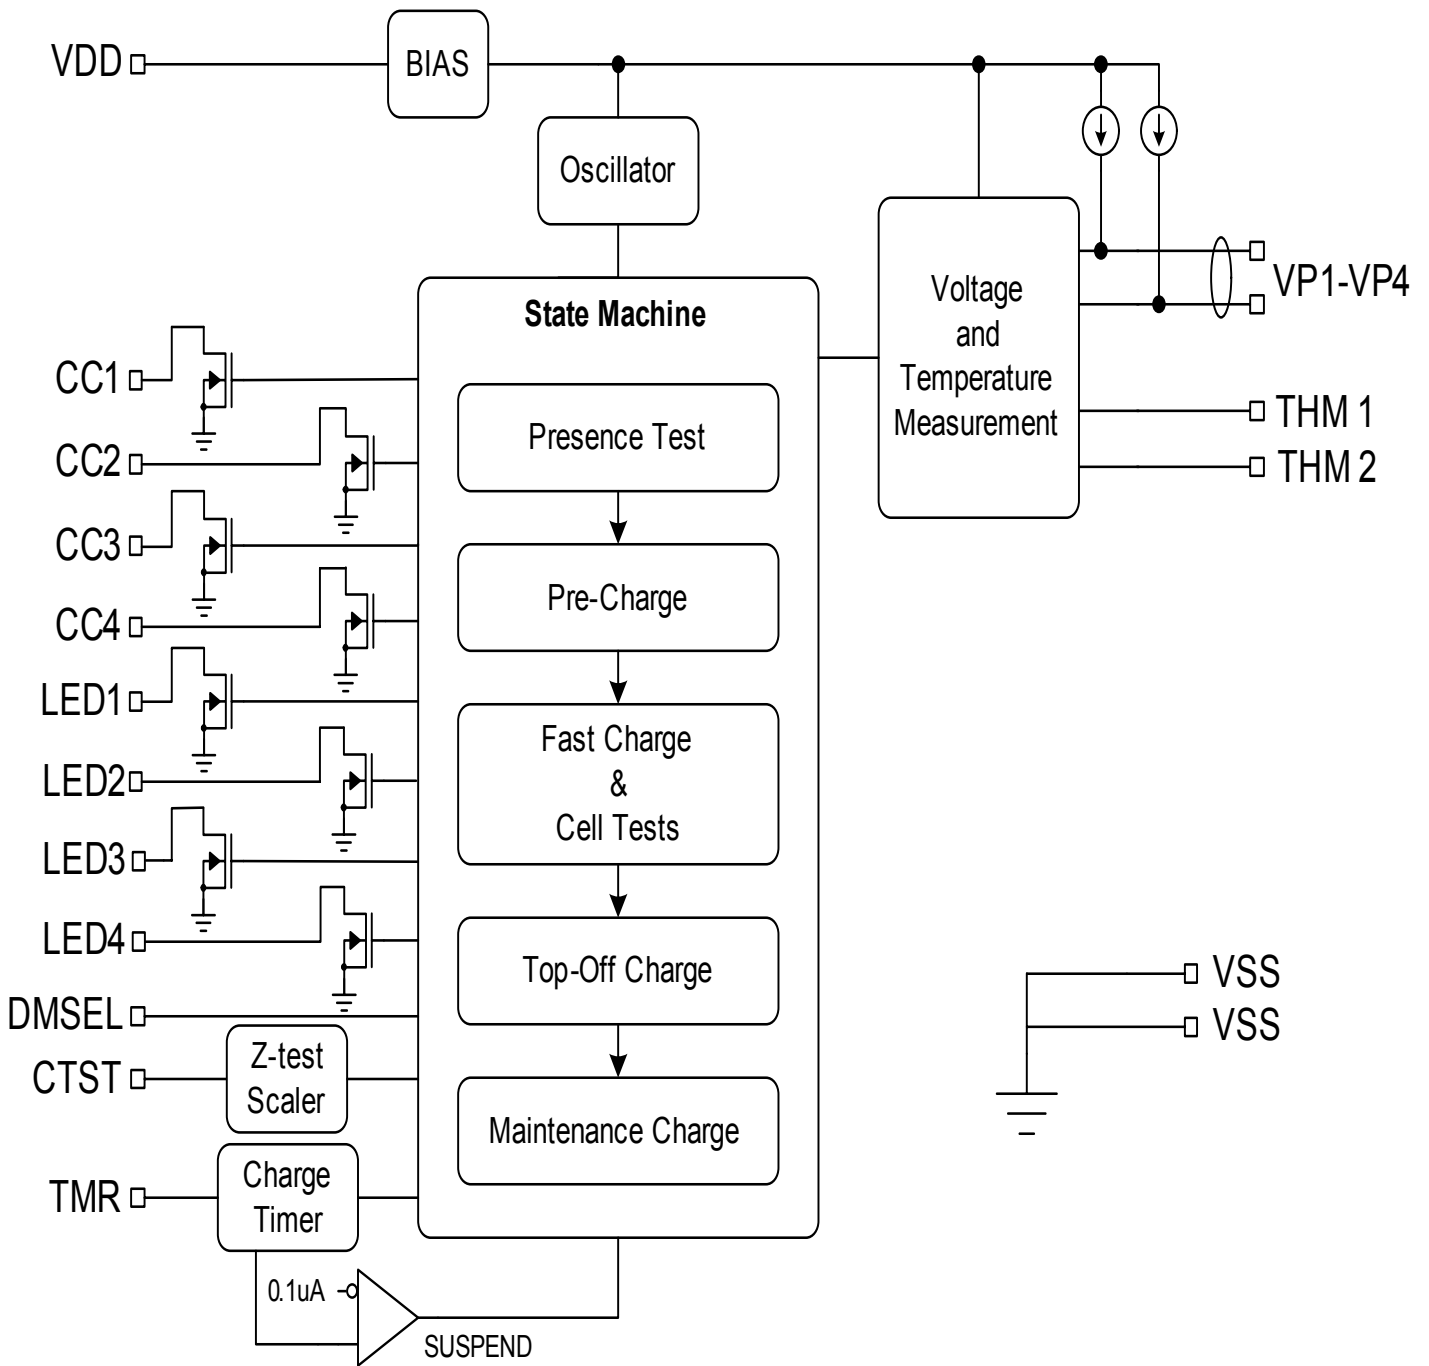 VDD
BIAS
Oscillator
State Machine
Voltage
and
Temperature
Measurement
VP1-VP4
THM 1
THM 2
CC1
CC2
CC3
CC4
LED1
LED2
LED3
LED4
DMSEL
CTST
TMR
Presence Test
Pre-Charge
Fast Charge
&
Cell Tests
Top-Off Charge
Maintenance Charge
Z-test
Scaler
Charge
Timer
0.1uA
SUSPEND
VSS
VSS